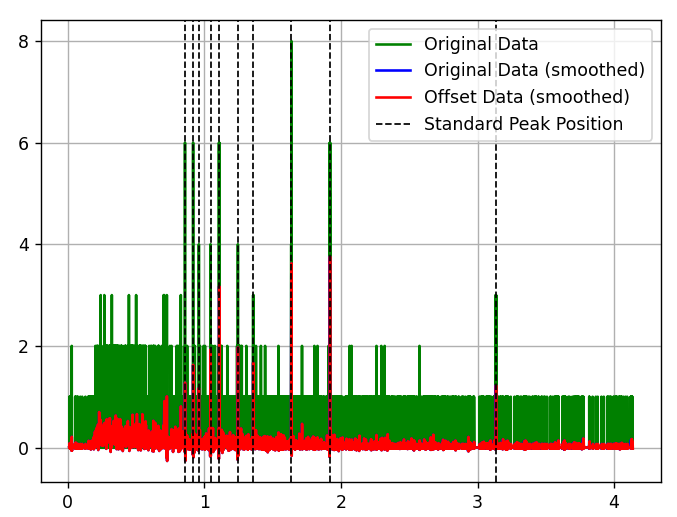 Original Data
Original Data (smoothed)
Offset Data (smoothed)
Standard Peak Position
8
6
4
2
0
0 1 2 3 4